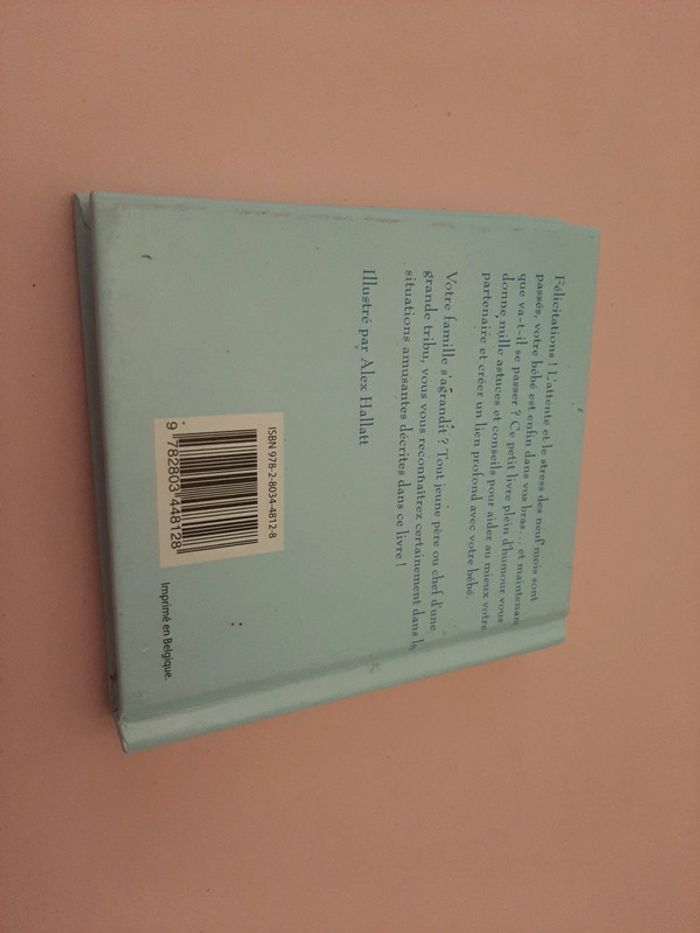 Félicitations ! L'attente et le stress des neuf mois sont
passés, votre bébé est enfin dans vos bras... et maintenant
que va-t-il se passer ? Ce petit livre plein d'humour vous
donne mille astuces et conseils pour aider au mieux votre
partenaire et créer un lien profond avec votre bébé.
Votre famille s'agrandit ? Tout jeune père ou chef d'une
grande tribu, vous vous reconnaîtrez certainement dans les
situations amusantes décrites dans ce livre !
Illustré par Alex Hallatt
ISBN 978-2-8034-4812-8
9 782803 448128
Imprimé en Belgique.